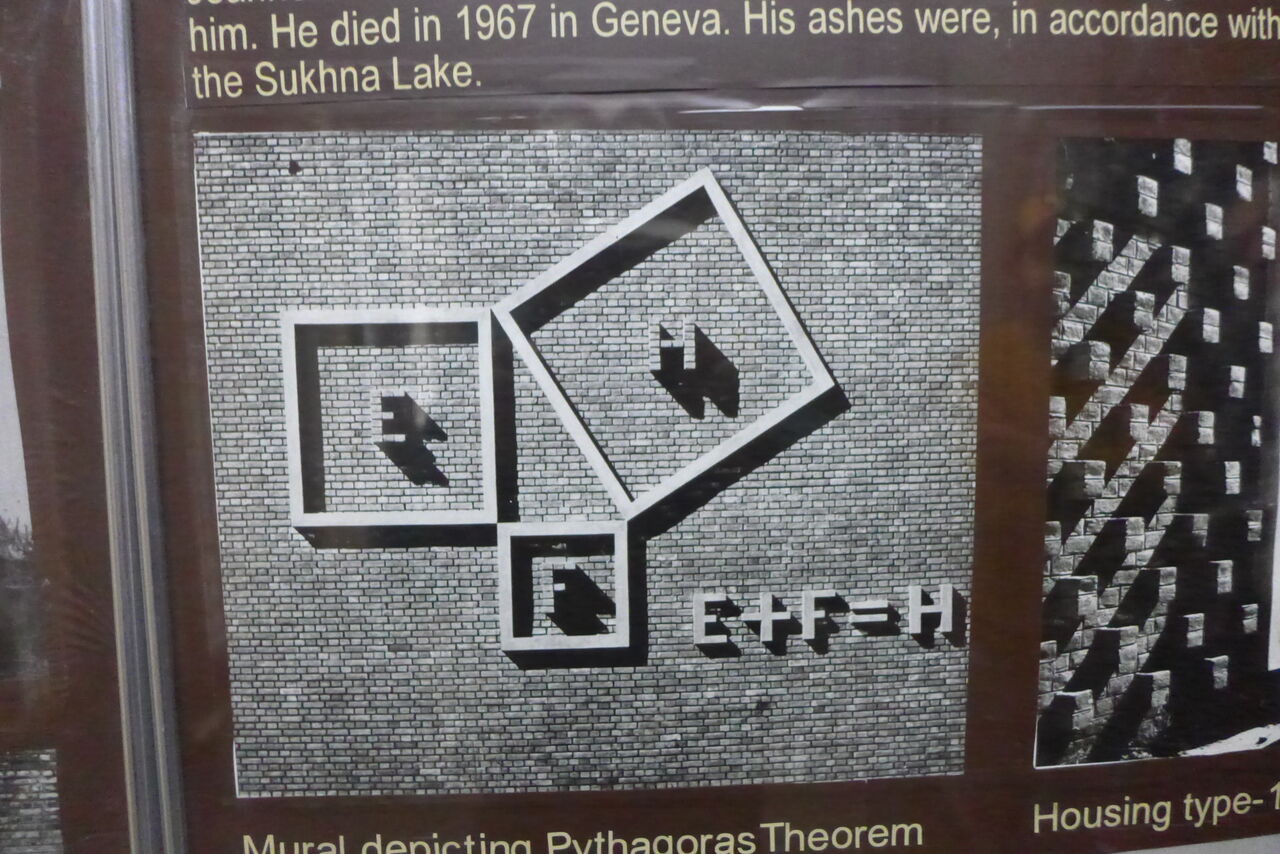 him. He died in 1967 in Geneva. His ashes were, in accordance with
the Sukhna Lake.
H
E
F
E+F=H
Mural depicting Pythagoras Theorem
Housing type-1